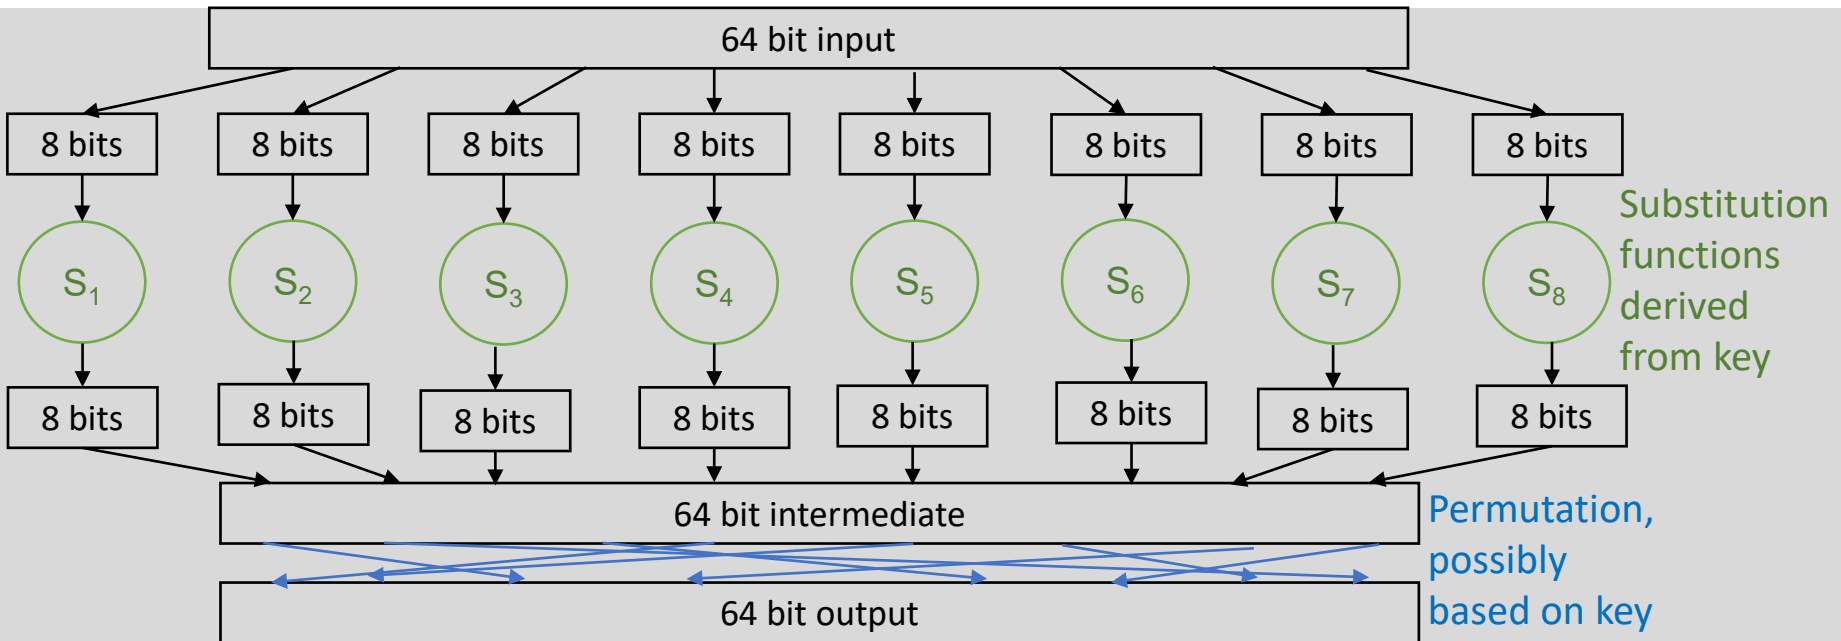 64 bit input
8 bits 8 bits 8 bits 8 bits 8 bits 8 bits 8 bits 8 bits
S₁ S₂ S₃ S₄ S₅ S₆ S₇ S₈
Substitution
functions
derived
from key
8 bits 8 bits 8 bits 8 bits 8 bits 8 bits 8 bits 8 bits
64 bit intermediate
Permutation,
possibly
based on key
64 bit output